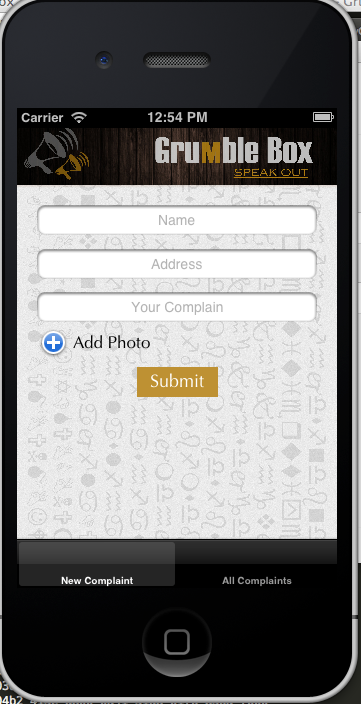 Carrier 12:54 PM
Grumble Box
SPEAK OUT
Name
Address
Your Complain
Add Photo
Submit
New Complaint All Complaints